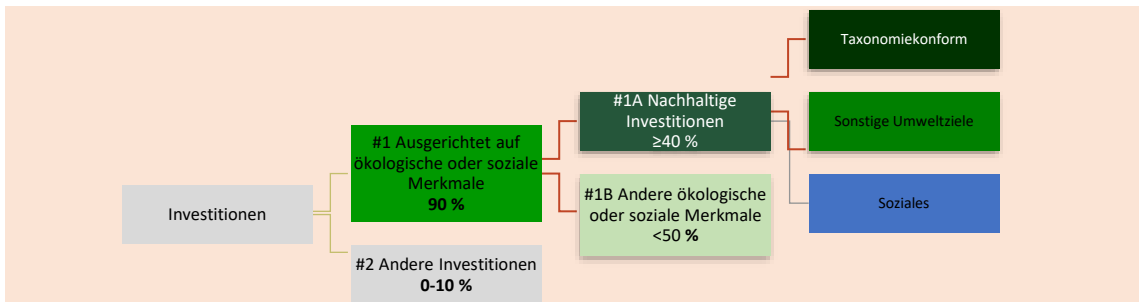 Investitionen
#1 Ausgerichtet auf
ökologische oder soziale
Merkmale
90 %
#2 Andere Investitionen
0-10 %
#1A Nachhaltige
Investitionen
≥40 %
#1B Andere ökologische
oder soziale Merkmale
<50 %
Taxonomiekonform
Sonstige Umweltziele
Soziales